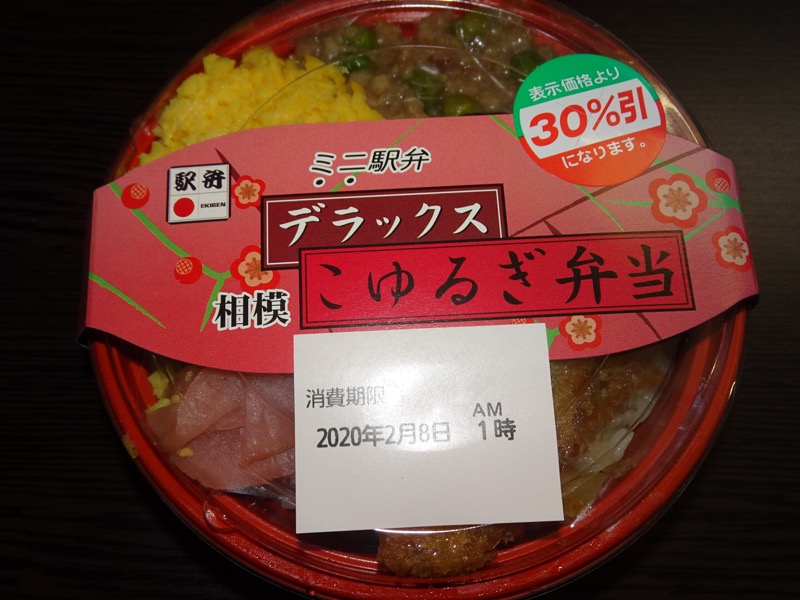 表示価格より
30%引
になります。
ミニ駅弁
駅弁
EKIBEN
デラックス
相模
こゆるぎ弁当
消費期限
2020年2月8日 AM 1時